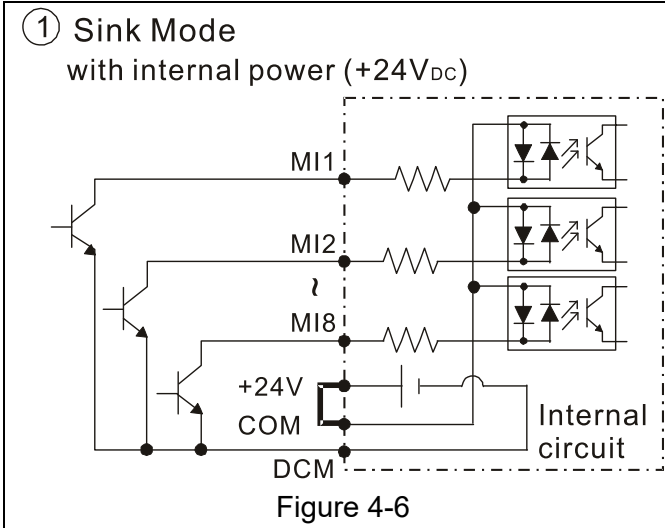 ① Sink Mode
with internal power (+24VDC)
MI1
MI2
~
MI8
+24V
COM
DCM
Internal
circuit
Figure 4-6